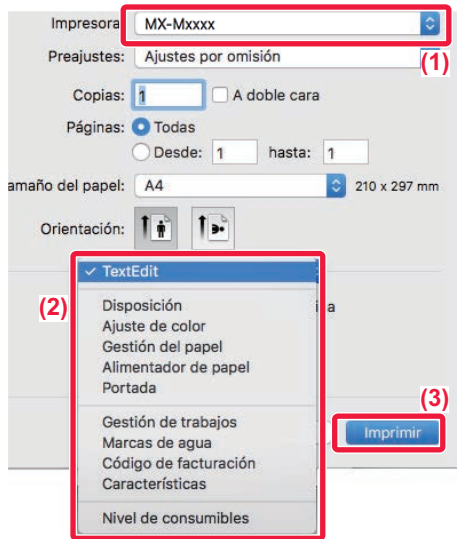 Impresora: MX-Mxxxx
(1)
Preajustes: Ajustes por omisión
Copias: 1 A doble cara
Páginas: Todas
Desde: 1 hasta: 1
amaño del papel: A4 210 x 297 mm
Orientación:
(2)
✓ TextEdit
Disposición
Ajuste de color
Gestión del papel
Alimentador de papel
Portada
Gestión de trabajos
Marcas de agua
Código de facturación
Características
Nivel de consumibles
(3)
Imprimir